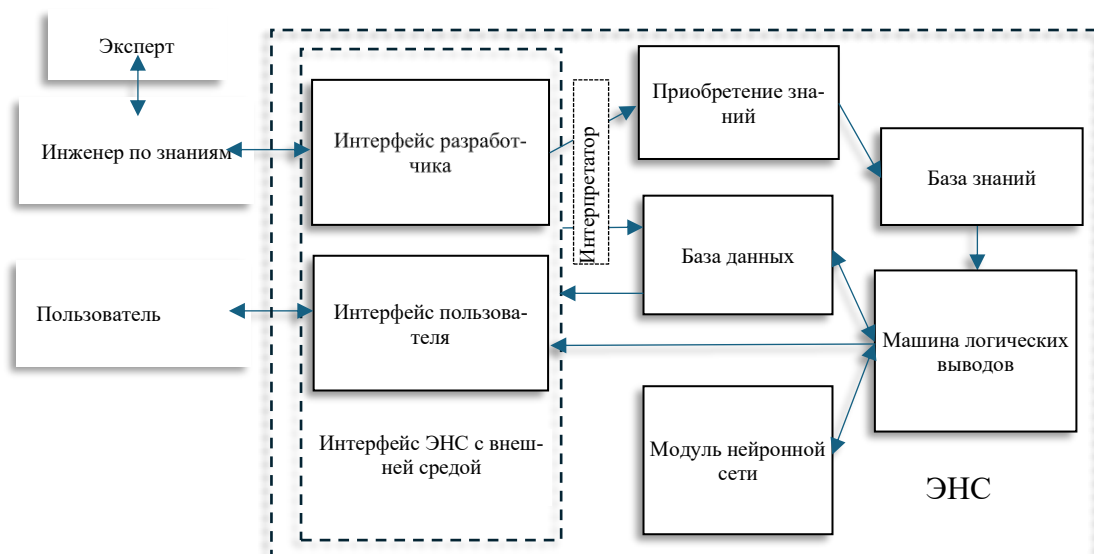 Эксперт
Инженер по знаниям
Пользователь
Интерфейс разработ-
чика
Интерфейс пользова-
теля
Интерфейс ЭНС с внеш-
ней средой
Интерпретатор
Приобретение зна-
ний
База данных
Модуль нейронной
сети
База знаний
Машина логических
выводов
ЭНС